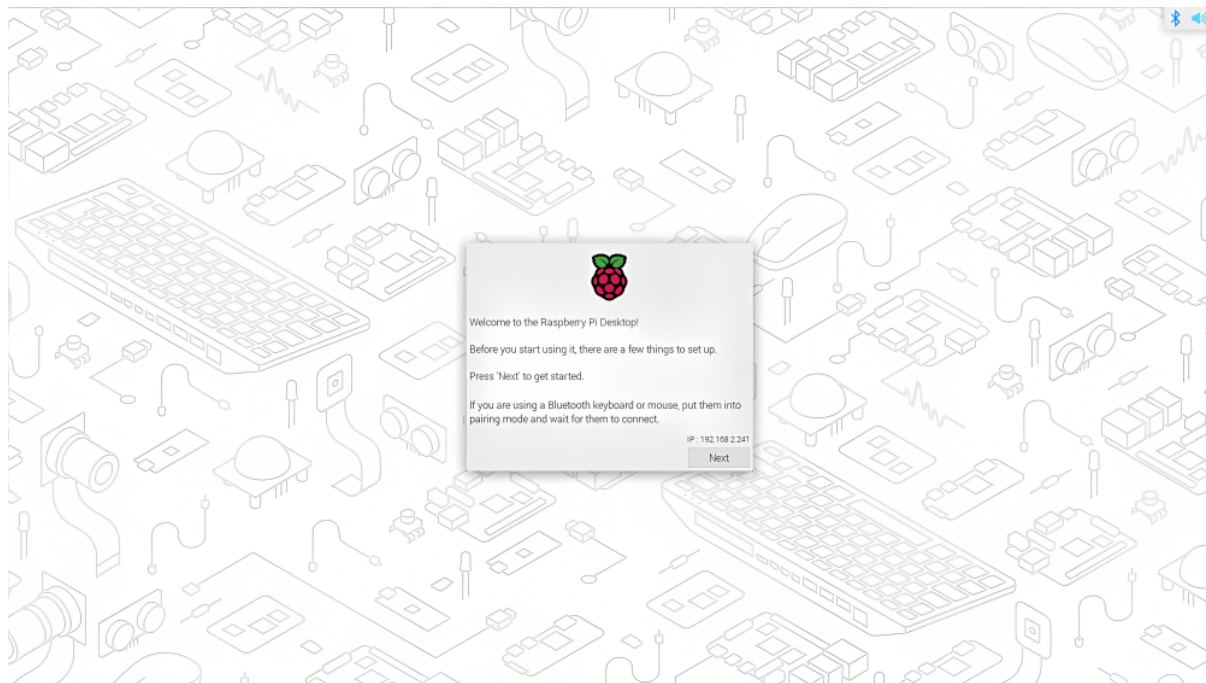 Welcome to the Raspberry Pi Desktop!
Before you start using it, there are a few things to set up.
Press 'Next' to get started.
If you are using a Bluetooth keyboard or mouse, put them into
pairing mode and wait for them to connect.
IP : 192.168.2.241
Next